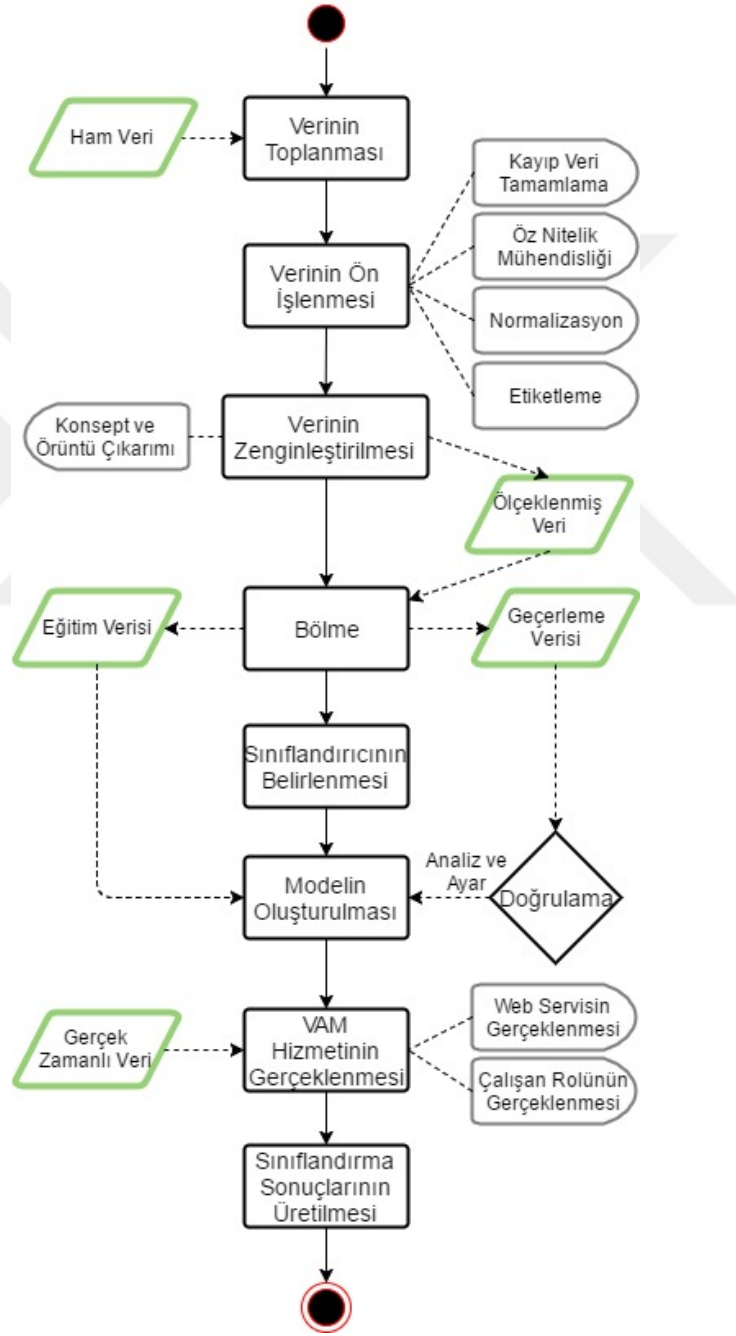 Verinin
Toplanması
Ham Veri
Kayıp Veri
Tamamlama
Öz Nitelik
Mühendisliği
Verinin Ön
İşlenmesi
Normalizasyon
Etiketleme
Konsept ve
Örüntü Çıkarımı
Verinin
Zenginleştirilmesi
Ölçeklenmiş
Veri
Eğitim Verisi
Bölme
Geçerleme
Verisi
Sınıflandırıcının
Belirlenmesi
Modelin
Oluşturulması
Analiz ve
Ayar
Doğrulama
Gerçek
Zamanlı Veri
VAM
Hizmetinin
Gerçeklenmesi
Web Servisin
Gerçeklenmesi
Çalışan Rolünün
Gerçeklenmesi
Sınıflandırma
Sonuçlarının
Üretilmesi